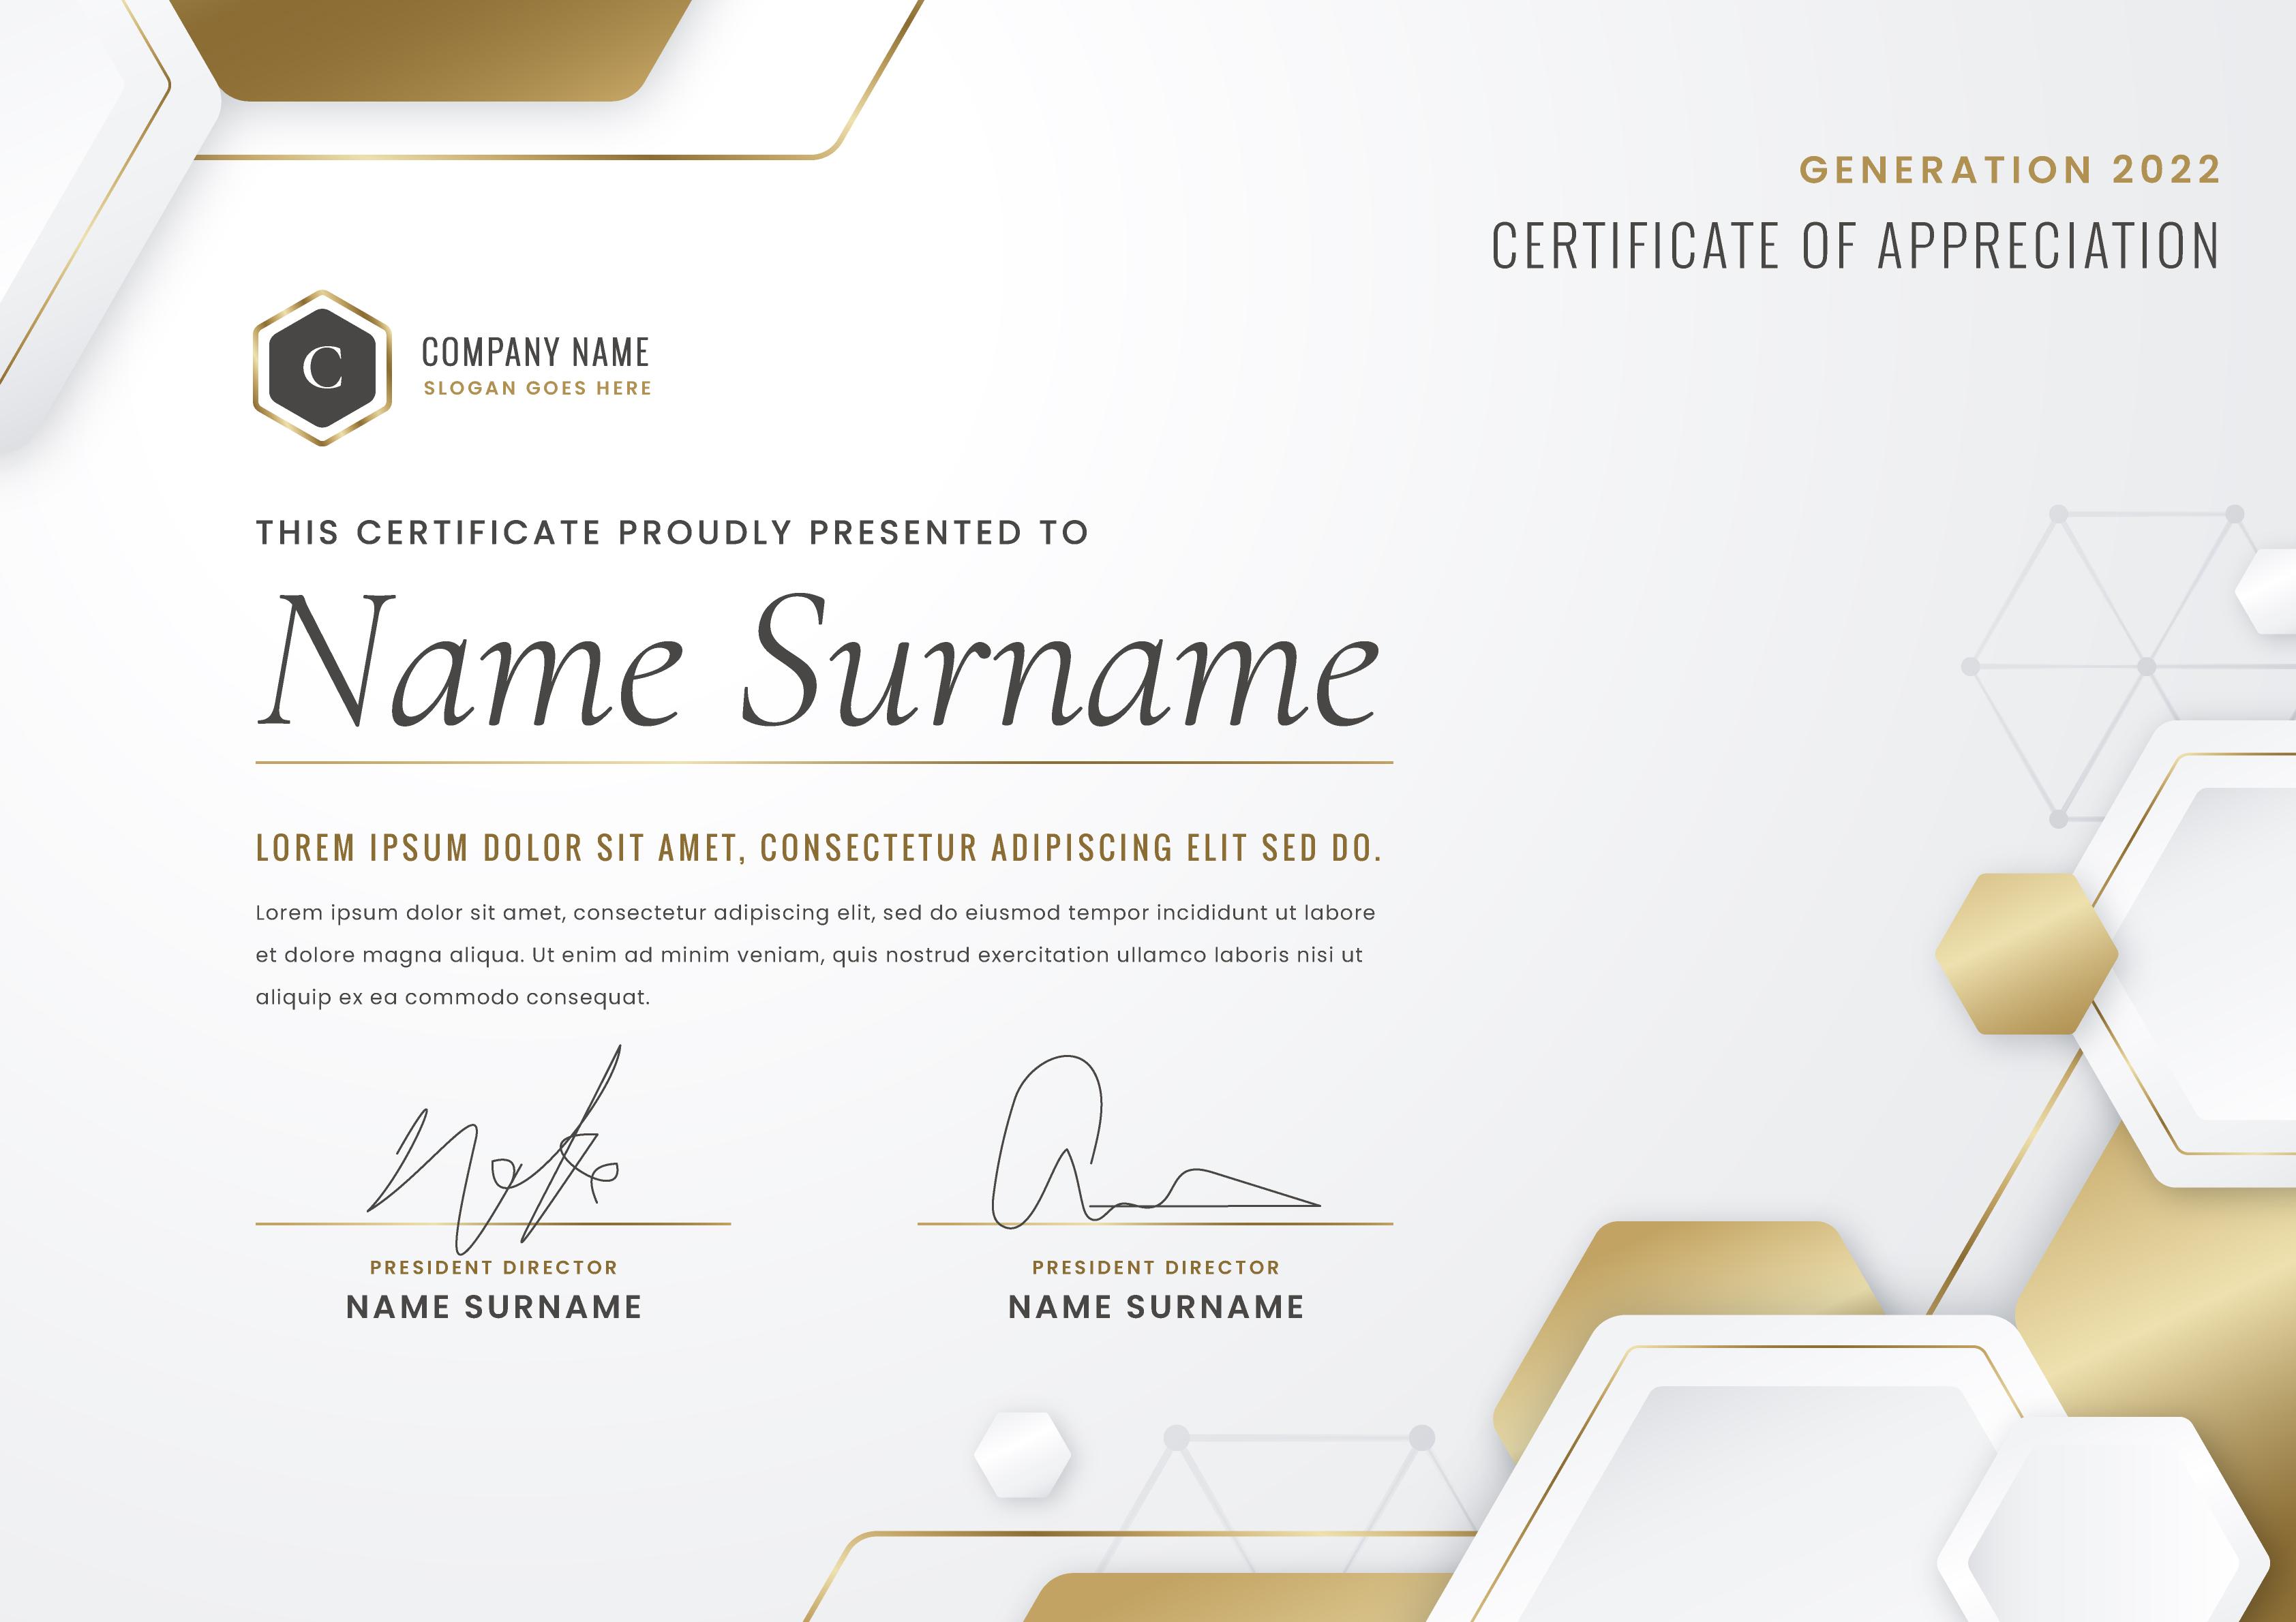 GENERATION 2022
CERTIFICATE OF APPRECIATION
C
COMPANY NAME
SLOGAN GOES HERE
THIS CERTIFICATE PROUDLY PRESENTED TO
Name Surname
LOREM IPSUM DOLOR SIT AMET, CONSECTETUR ADIPISCING ELIT SED DO.
Lorem ipsum dolor sit amet, consectetur adipiscing elit, sed do eiusmod tempor incididunt ut labore
et dolore magna aliqua. Ut enim ad minim veniam, quis nostrud exercitation ullamco laboris nisi ut
aliquip ex ea commodo consequat.
PRESIDENT DIRECTOR
NAME SURNAME
PRESIDENT DIRECTOR
NAME SURNAME